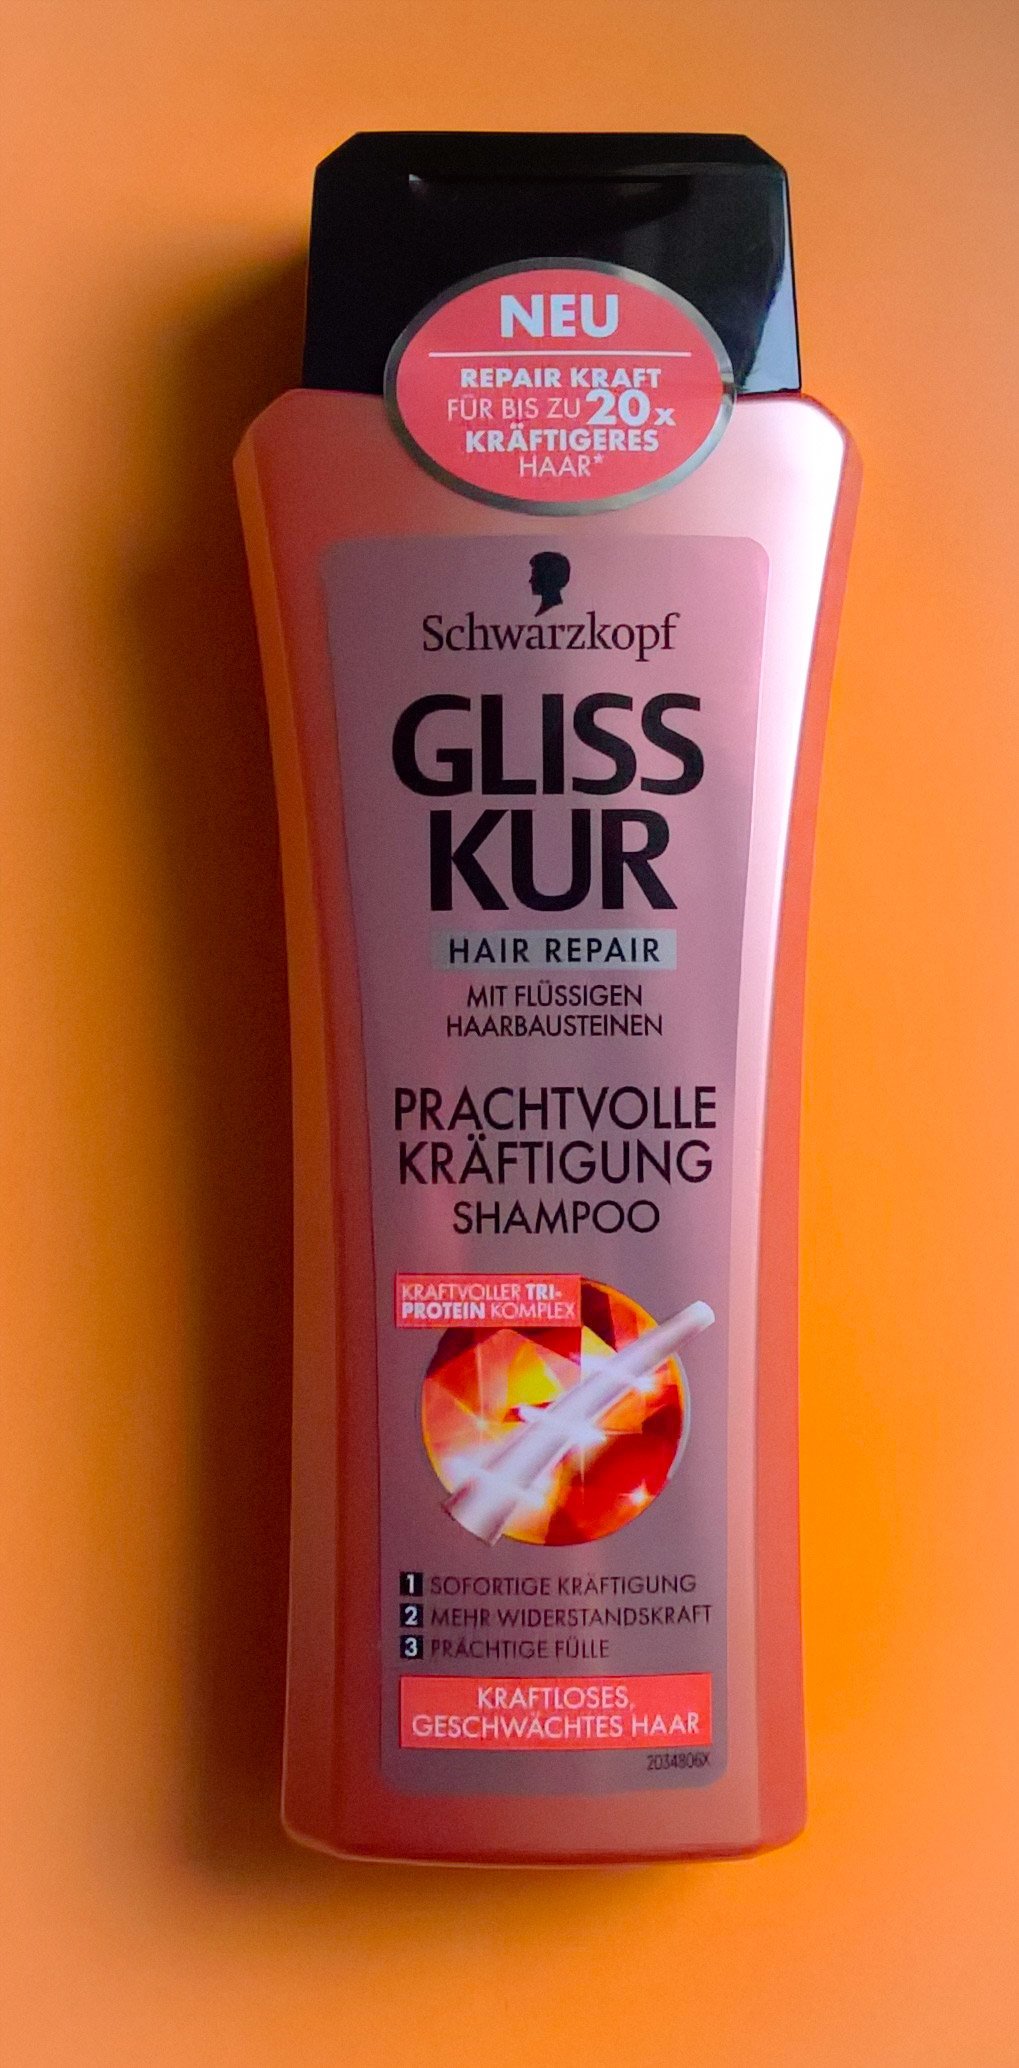 NEU
REPAIR KRAFT
FÜR BIS ZU 20x
KRÄFTIGERES
HAAR*
Schwarzkopf
GLISS
KUR
HAIR REPAIR
MIT FLÜSSIGEN
HAARBAUSTEINEN
PRACHTVOLLE
KRÄFTIGUNG
SHAMPOO
KRAFTVOLLER TRI-
PROTEIN KOMPLEX
1 SOFORTIGE KRÄFTIGUNG
2 MEHR WIDERSTANDSKRAFT
3 PRÄCHTIGE FÜLLE
KRAFTLOSES,
GESCHWÄCHTES HAAR
2034806X